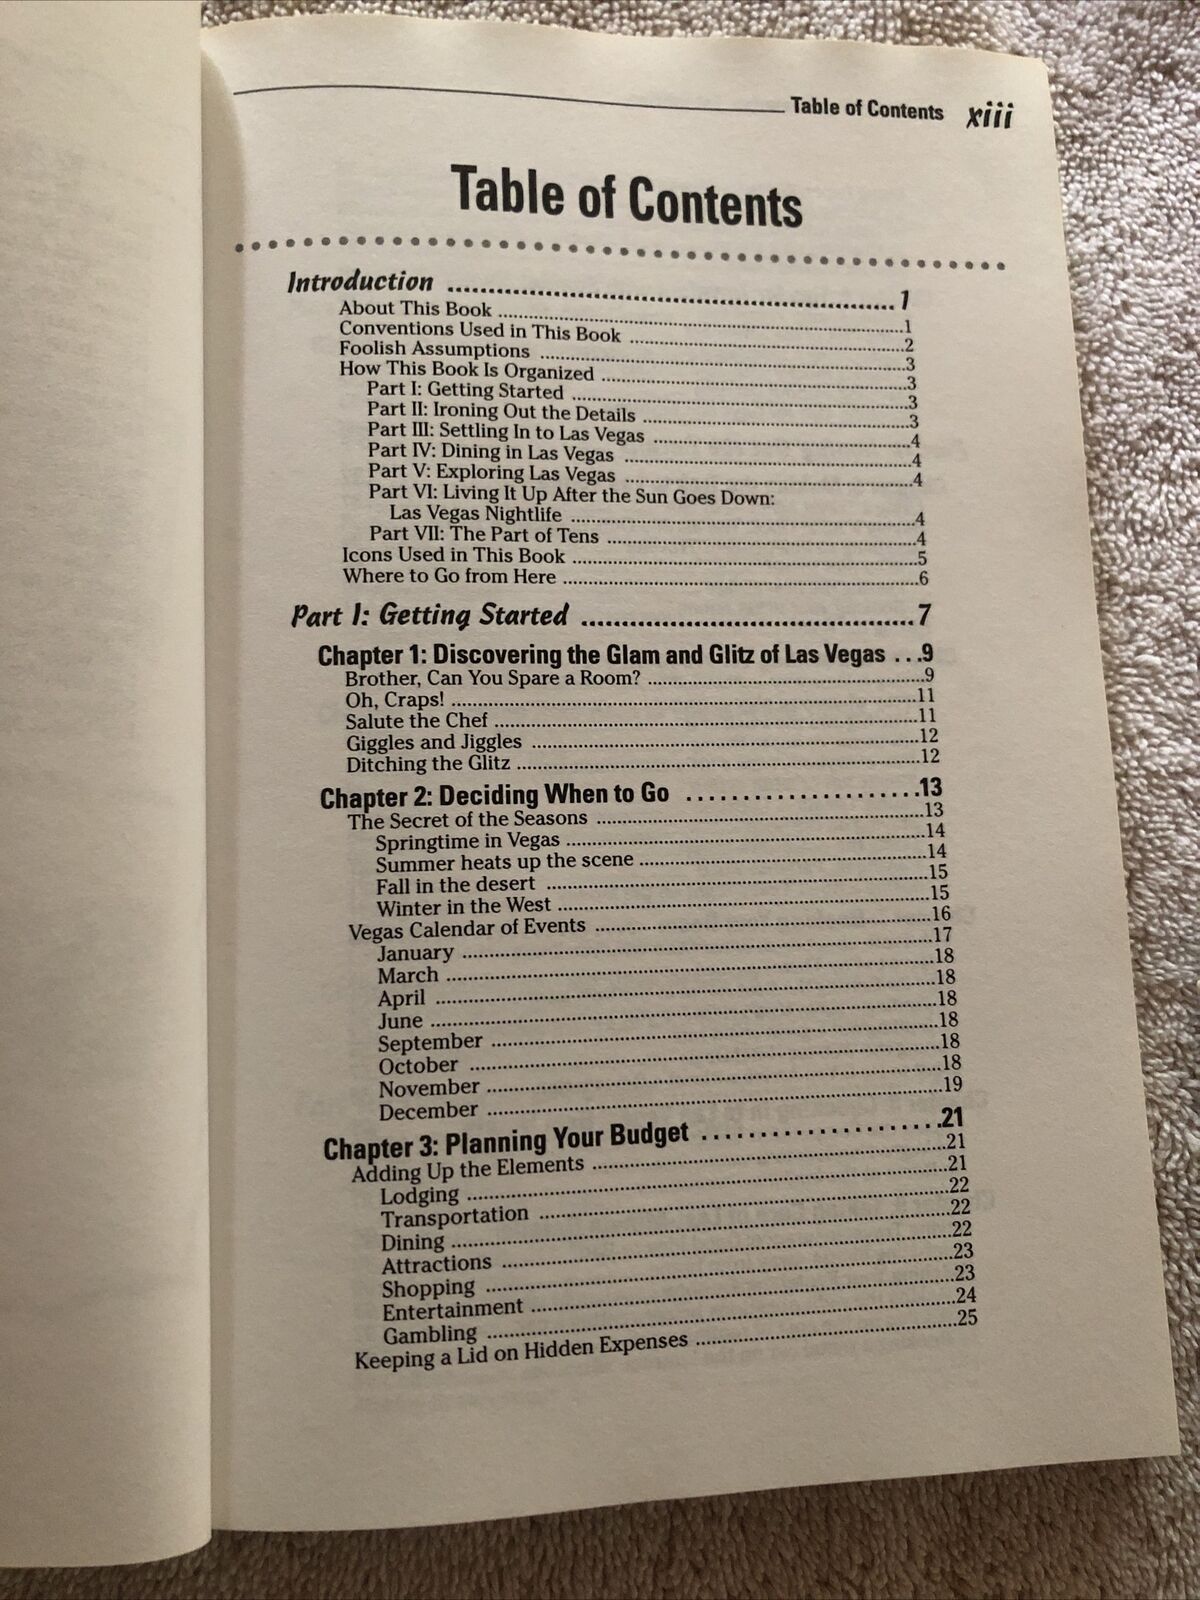 Table of Contents xiii
Table of Contents
Introduction ........ 1
About This Book ........ 1
Conventions Used in This Book ........ 2
Foolish Assumptions ........ 3
How This Book Is Organized ........ 3
Part I: Getting Started ........ 3
Part II: Ironing Out the Details ........ 3
Part III: Settling In to Las Vegas ........ 4
Part IV: Dining in Las Vegas ........ 4
Part V: Exploring Las Vegas ........ 4
Part VI: Living It Up After the Sun Goes Down:
Las Vegas Nightlife ........ 4
Part VII: The Part of Tens ........ 4
Icons Used in This Book ........ 5
Where to Go from Here ........ 6
Part I: Getting Started ........ 7
Chapter 1: Discovering the Glam and Glitz of Las Vegas . . . 9
Brother, Can You Spare a Room? ........ 9
Oh, Craps! ........ 11
Salute the Chef ........ 11
Giggles and Jiggles ........ 12
Ditching the Glitz ........ 12
Chapter 2: Deciding When to Go ........ 13
The Secret of the Seasons ........ 13
Springtime in Vegas ........ 14
Summer heats up the scene ........ 14
Fall in the desert ........ 15
Winter in the West ........ 15
Vegas Calendar of Events ........ 16
January ........ 17
March ........ 18
April ........ 18
June ........ 18
September ........ 18
October ........ 18
November ........ 18
December ........ 19
Chapter 3: Planning Your Budget ........ 21
Adding Up the Elements ........ 21
Lodging ........ 21
Transportation ........ 22
Dining ........ 22
Attractions ........ 22
Shopping ........ 23
Entertainment ........ 23
Gambling ........ 24
Keeping a Lid on Hidden Expenses ........ 25